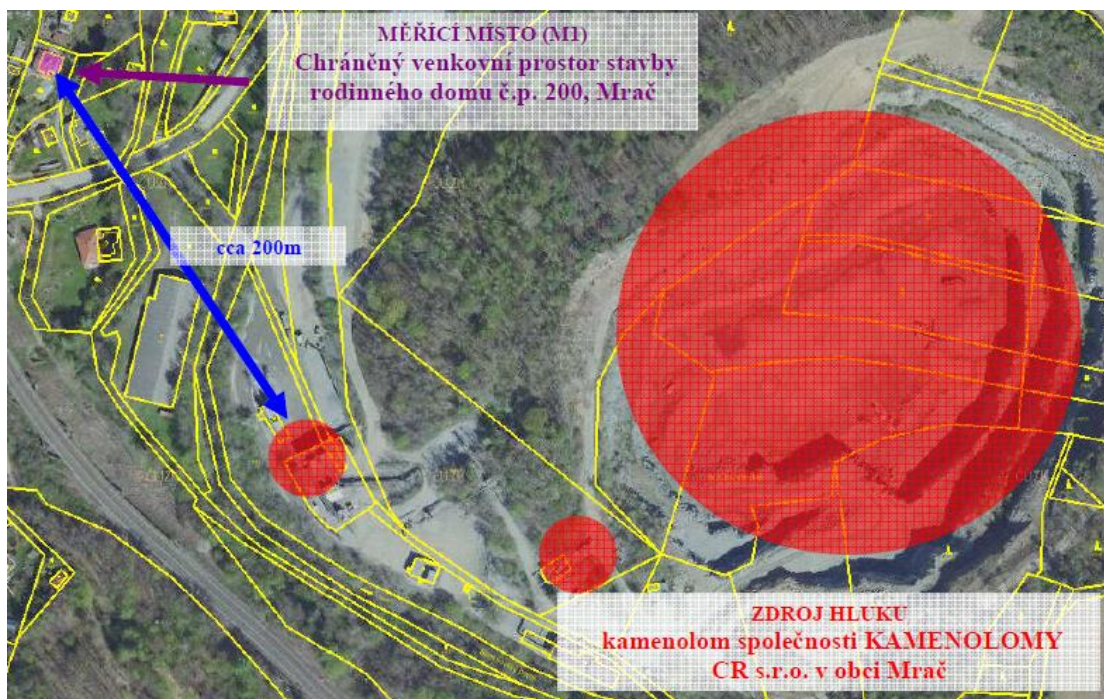 MĚŘÍCÍ MÍSTO (M1)
Chráněný venkovní prostor stavby
rodinného domu č.p. 200, Mrač
cca 200m
ZDROJ HLUKU
kamenolom společnosti KAMENOLOMY
CR s.r.o. v obci Mrač